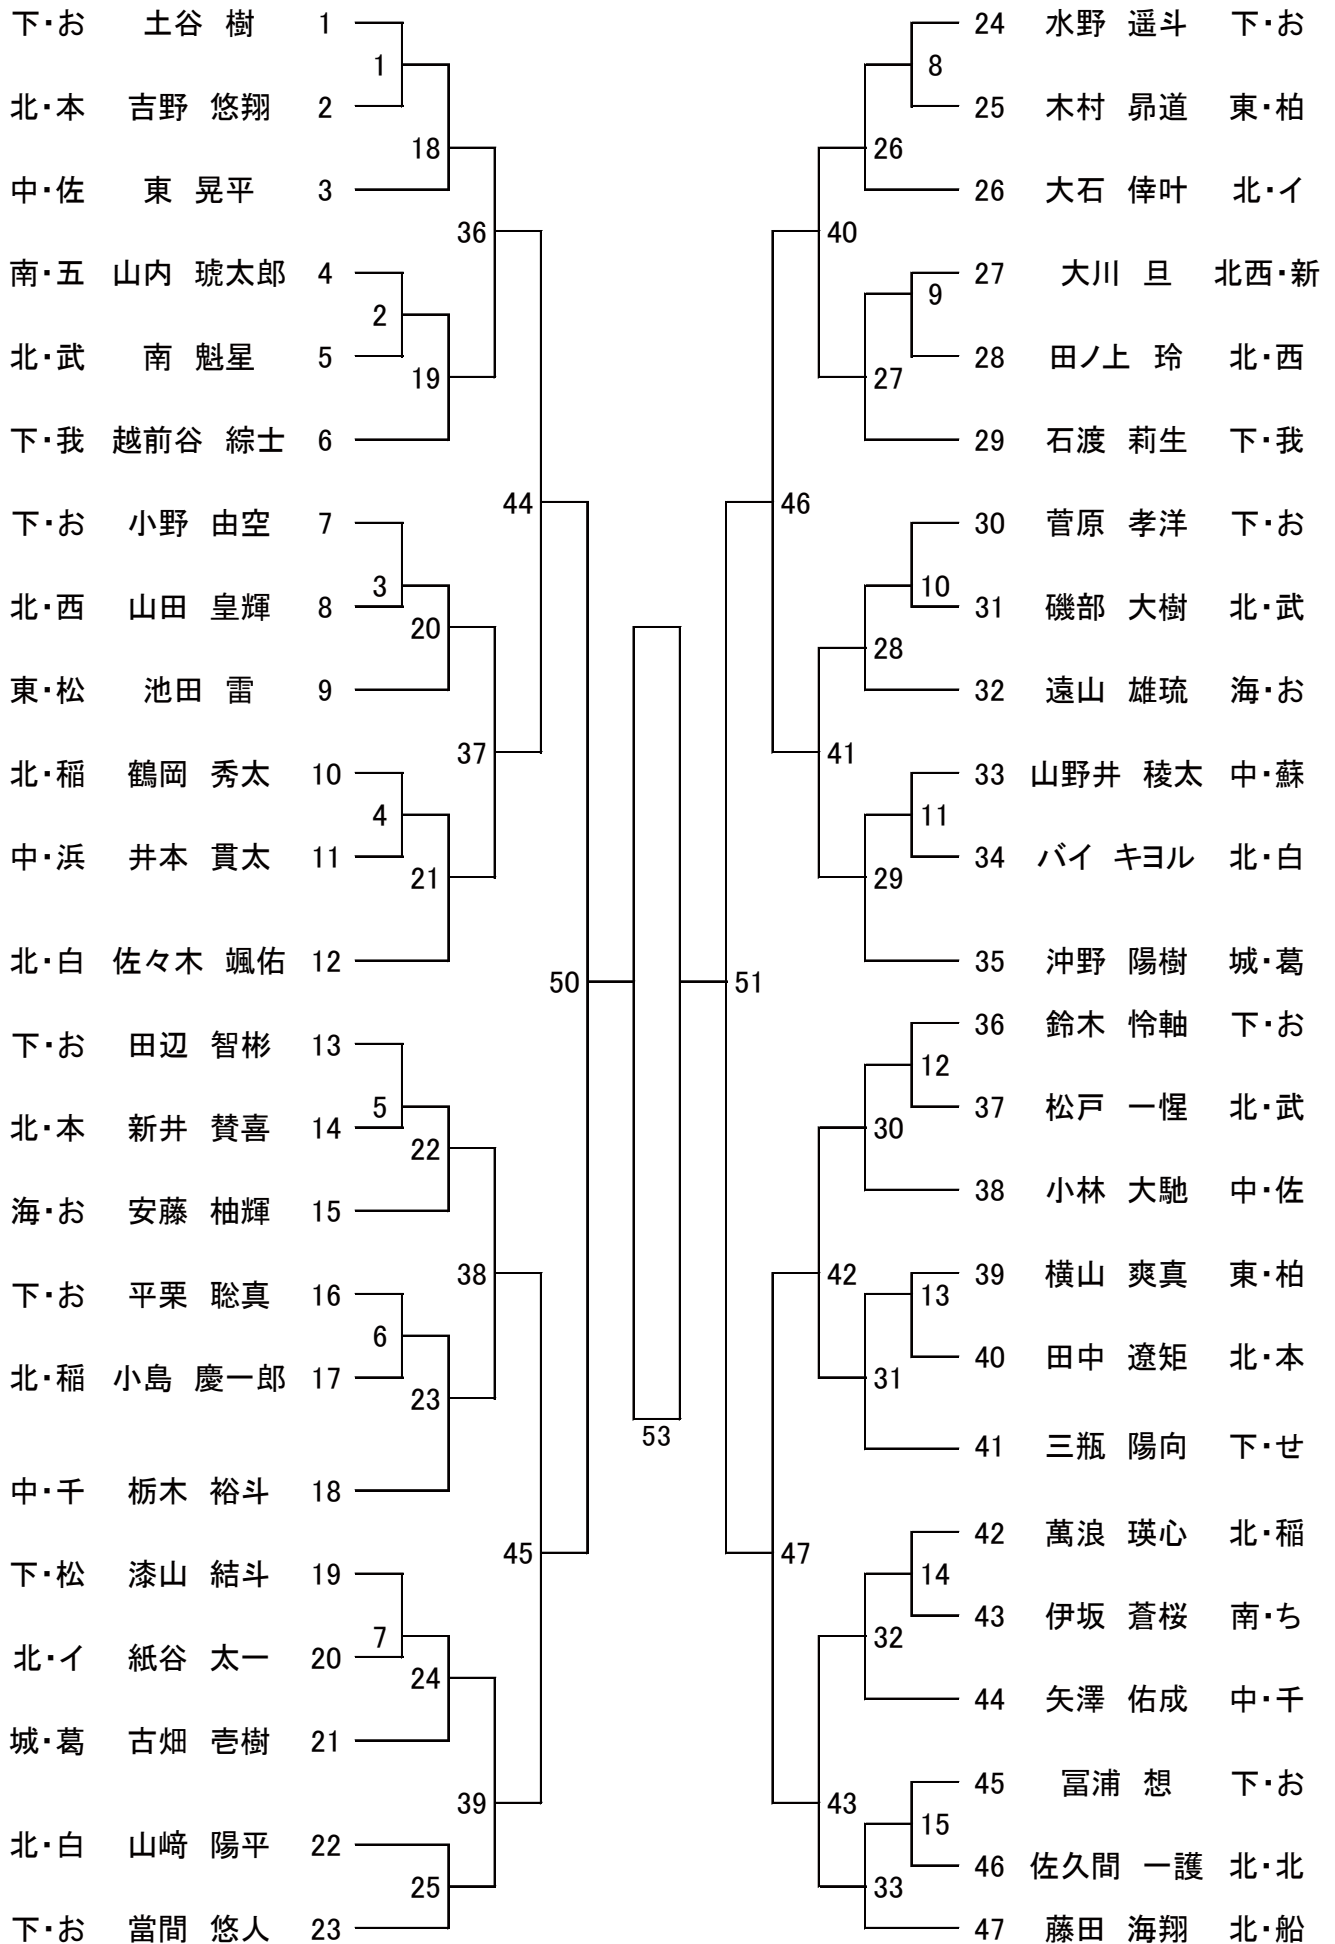 下・お 土谷 樹 1
1
北・本 吉野 悠翔 2
18
中・佐 東 晃平 3
36
南・五 山内 琥太郎 4
2
北・武 南 魁星 5
19
下・我 越前谷 綜士 6
44
下・お 小野 由空 7
3
北・西 山田 皇輝 8
20
東・松 池田 雷 9
37
北・稲 鶴岡 秀太 10
4
中・浜 井本 貫太 11
21
北・白 佐々木 颯佑 12
50
下・お 田辺 智彬 13
5
北・本 新井 賛喜 14
22
海・お 安藤 柚輝 15
38
下・お 平栗 聡真 16
6
北・稲 小島 慶一郎 17
23
中・千 栃木 裕斗 18
45
下・松 漆山 結斗 19
7
北・イ 紙谷 太一 20
24
城・葛 古畑 壱樹 21
39
北・白 山﨑 陽平 22
25
下・お 當間 悠人 23
53
24 水野 遥斗 下・お
8
25 木村 昴道 東・柏
26
26 大石 倖叶 北・イ
40
27 大川 旦 北西・新
9
28 田ノ上 玲 北・西
27
29 石渡 莉生 下・我
46
30 菅原 孝洋 下・お
10
31 磯部 大樹 北・武
28
32 遠山 雄琉 海・お
41
33 山野井 稜太 中・蘇
11
34 バイ キヨル 北・白
29
35 沖野 陽樹 城・葛
51
36 鈴木 怜軸 下・お
12
37 松戸 一惺 北・武
30
38 小林 大馳 中・佐
42
39 横山 爽真 東・柏
13
40 田中 遼矩 北・本
31
41 三瓶 陽向 下・せ
47
42 萬浪 瑛心 北・稲
14
43 伊坂 蒼桜 南・ち
32
44 矢澤 佑成 中・千
43
45 冨浦 想 下・お
15
46 佐久間 一護 北・北
33
47 藤田 海翔 北・船